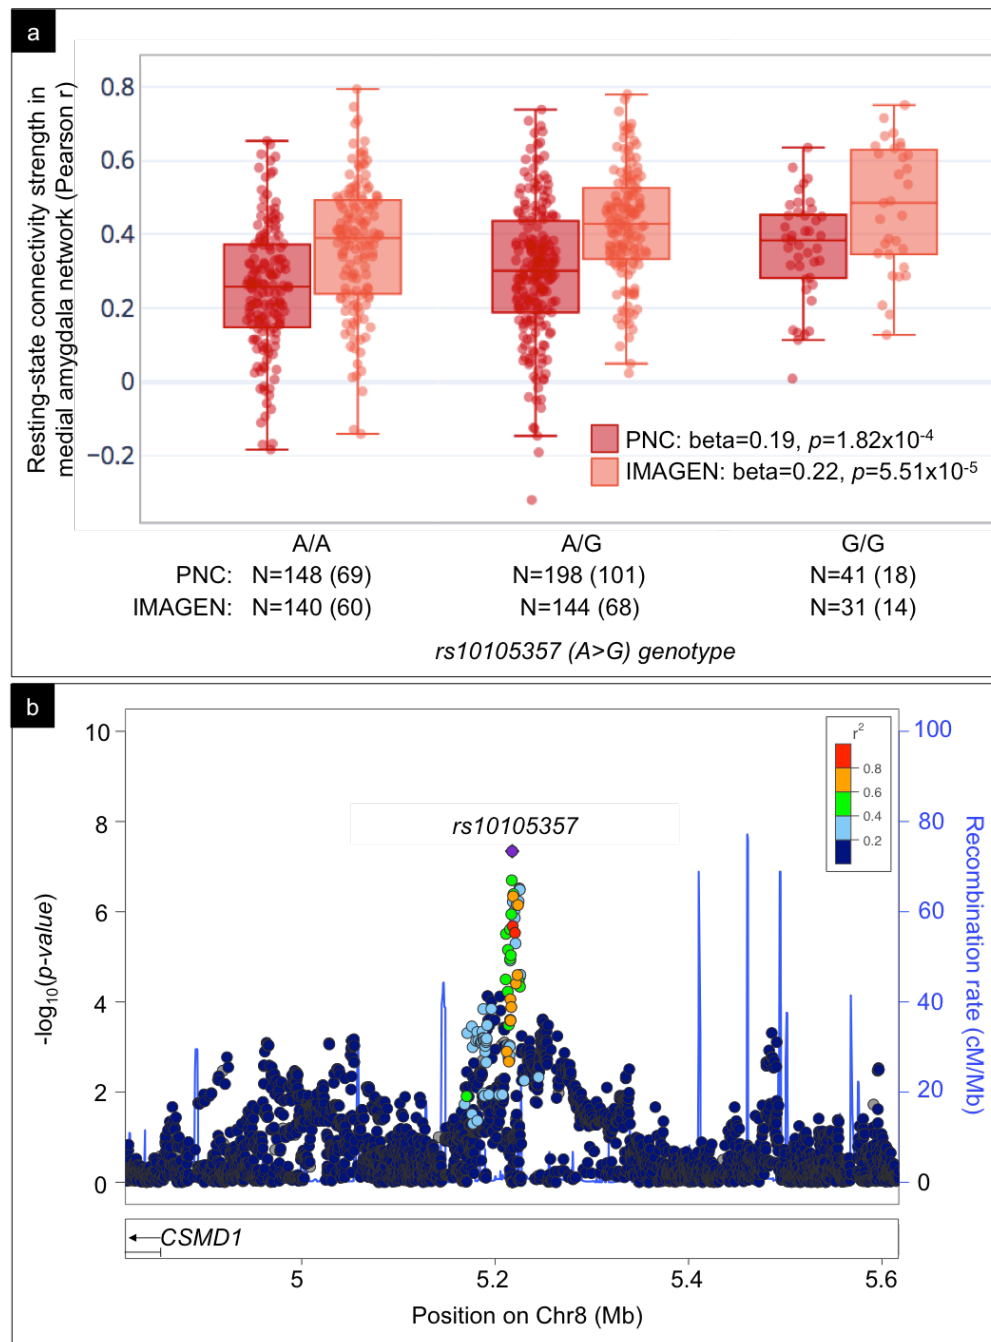 a
Resting-state connectivity strength in
medial amygdala network (Pearson r)
0.8
0.6
0.4
0.2
0
−0.2
PNC: beta=0.19, p=1.82x10⁻⁴
IMAGEN: beta=0.22, p=5.51x10⁻⁵
A/A A/G G/G
PNC: N=148 (69) N=198 (101) N=41 (18)
IMAGEN: N=140 (60) N=144 (68) N=31 (14)
rs10105357 (A>G) genotype
b
-log₁₀(p-value)
10
8
6
4
2
0
rs10105357
r²
0.8
0.6
0.4
0.2
100
80
60
40
20
0
Recombination rate (cM/Mb)
CSMD1
5 5.2 5.4 5.6
Position on Chr8 (Mb)